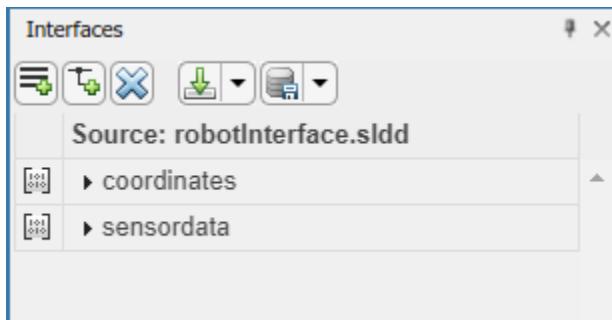 Interfaces
Source: robotInterface.sldd
coordinates
sensordata